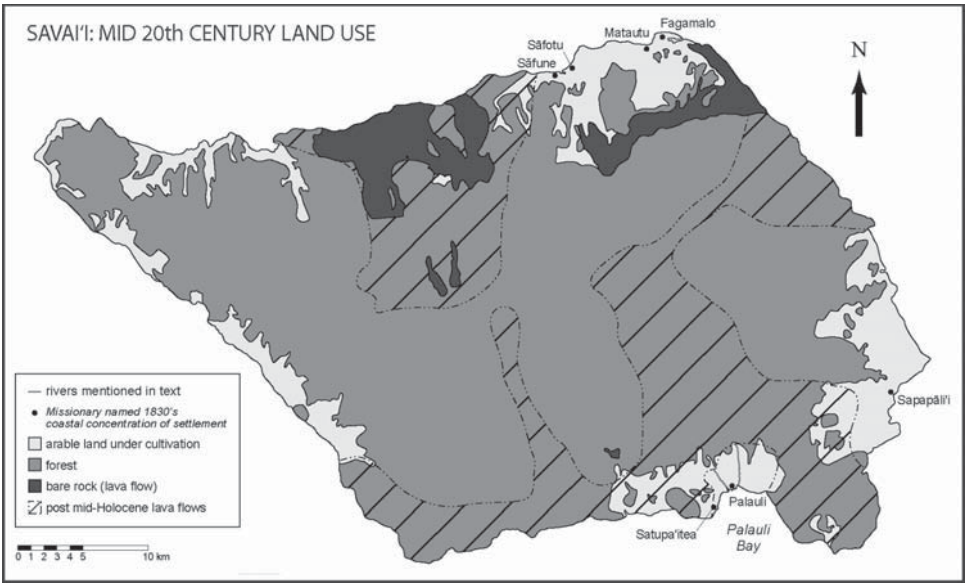 SAVAI'I: MID 20th CENTURY LAND USE
Fagamalo
Matautu
Sāfotu
Sāfune
N
Sapapāli'i
Palauli
Satupa'itea
Palauli
Bay
rivers mentioned in text
Missionary named 1830's
coastal concentration of settlement
arable land under cultivation
forest
bare rock (lava flow)
post mid-Holocene lava flows
0 1 2 3 4 5 10 km